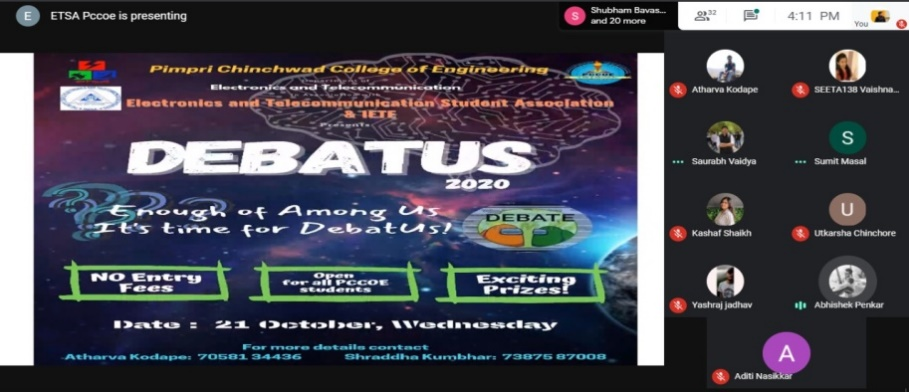 E ETSA Pccoe is presenting
S Shubham Bavas...
and 20 more
32
4:11 PM
You
Pimpri Chinchwad College of Engineering
Electronics and Telecommunication
Electronics and Telecommunication Student Association
& IETE
Presents
DEBATUS
2020
Enough of Among Us
It's time for DebatUs!
DEBATE
NO Entry
Fees
Open
for all PCCOE
students
Exciting
Prizes!
Date : 21 October, Wednesday
For more details contact
Atharva Kodape: 70581 34436 Shraddha Kumbhar: 73875 87008
Atharva Kodape
SEETA138 Vaishna...
Saurabh Vaidya
S
Sumit Masal
Kashaf Shaikh
U
Utkarsha Chinchore
Yashraj jadhav
Abhishek Penkar
A
Aditi Nasikkar